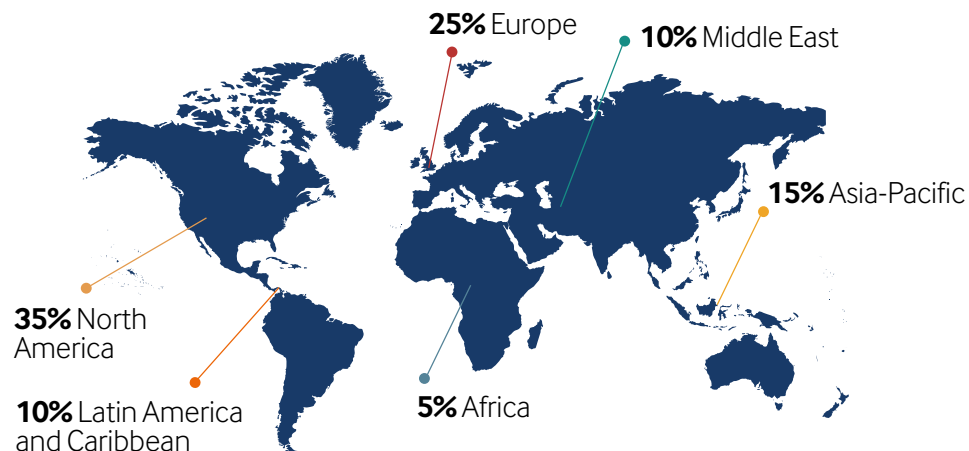 25% Europe
10% Middle East
15% Asia-Pacific
35% North
America
10% Latin America
and Caribbean
5% Africa